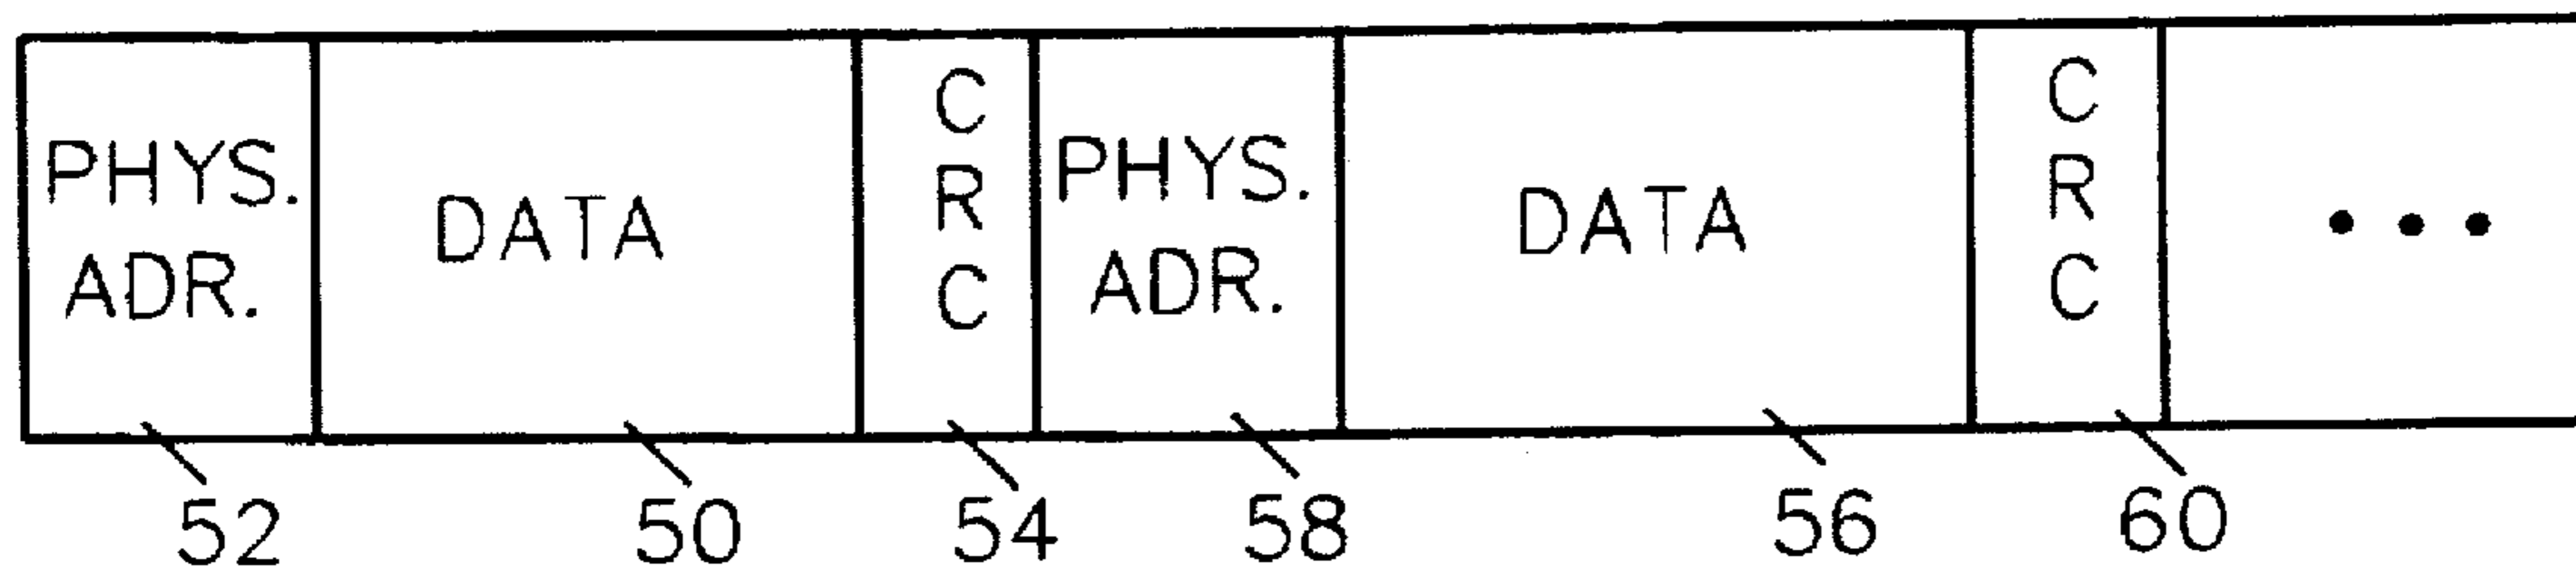 PHYS.
ADR.
DATA
C
R
C
PHYS.
ADR.
DATA
C
R
C
• • •
52 50 54 58 56 60